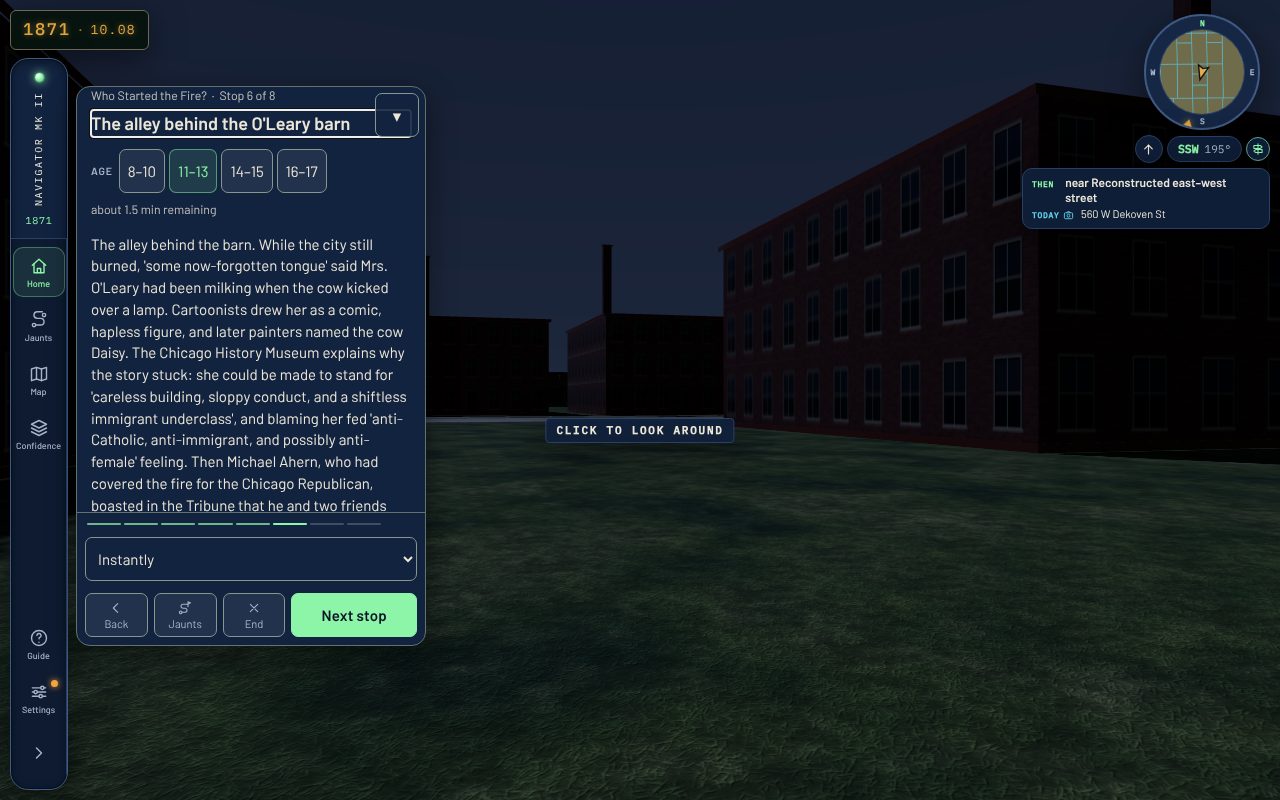 1871 · 10.08
NAVIGATOR MK II
1871
Home
Jaunts
Map
Confidence
Guide
Settings
Who Started the Fire? · Stop 6 of 8
The alley behind the O'Leary barn
▼
AGE
8–10
11–13
14–15
16–17
about 1.5 min remaining
The alley behind the barn. While the city still
burned, 'some now-forgotten tongue' said Mrs.
O'Leary had been milking when the cow kicked
over a lamp. Cartoonists drew her as a comic,
hapless figure, and later painters named the cow
Daisy. The Chicago History Museum explains why
the story stuck: she could be made to stand for
'careless building, sloppy conduct, and a shiftless
immigrant underclass', and blaming her fed 'anti-
Catholic, anti-immigrant, and possibly anti-
female' feeling. Then Michael Ahern, who had
covered the fire for the Chicago Republican,
boasted in the Tribune that he and two friends
Instantly
Back
Jaunts
End
Next stop
CLICK TO LOOK AROUND
N
W
E
S
SSW 195°
THEN near Reconstructed east-west
street
TODAY 560 W Dekoven St